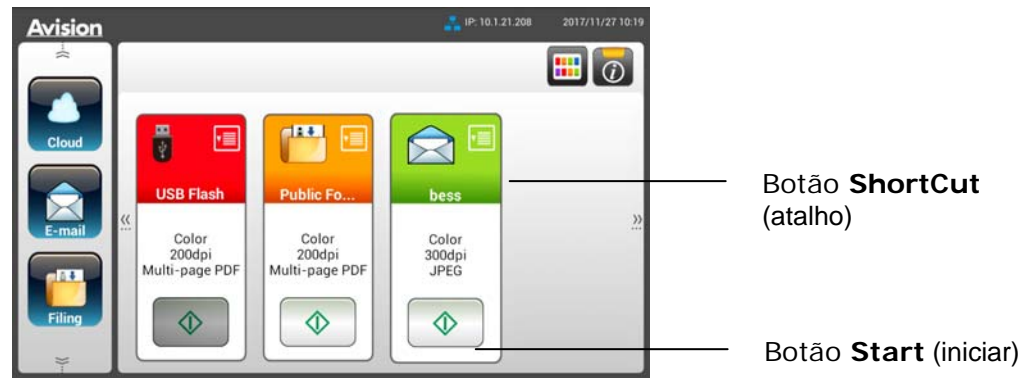 Avision
IP: 10.1.21.208 2017/11/27 10:19
Cloud
E-mail
Filing
USB Flash
Color
200dpi
Multi-page PDF
Public Fo...
Color
200dpi
Multi-page PDF
bess
Color
300dpi
JPEG
Botão ShortCut
(atalho)
Botão Start (iniciar)